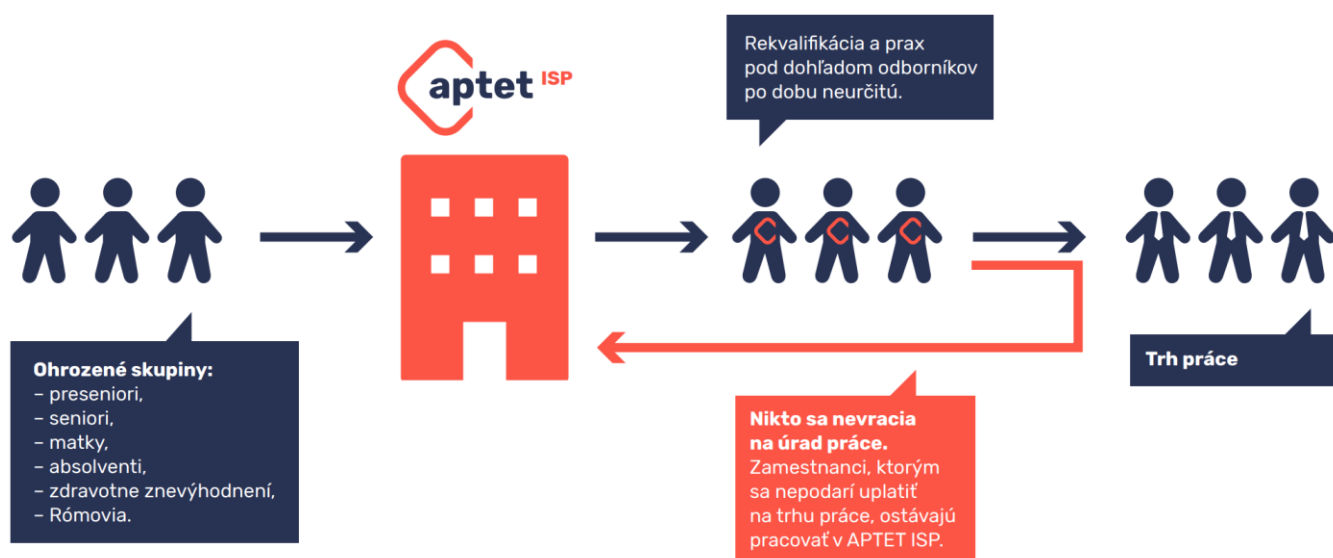 aptet ISP
Rekvalifikácia a prax
pod dohľadom odborníkov
po dobu neurčitú.
Ohrozené skupiny:
– preseniori,
– seniori,
– matky,
– absolventi,
– zdravotne znevýhodnení,
– Rómovia.
Nikto sa nevracia
na úrad práce.
Zamestnanci, ktorým
sa nepodarí uplatiť
na trhu práce, ostávajú
pracovať v APTET ISP.
Trh práce